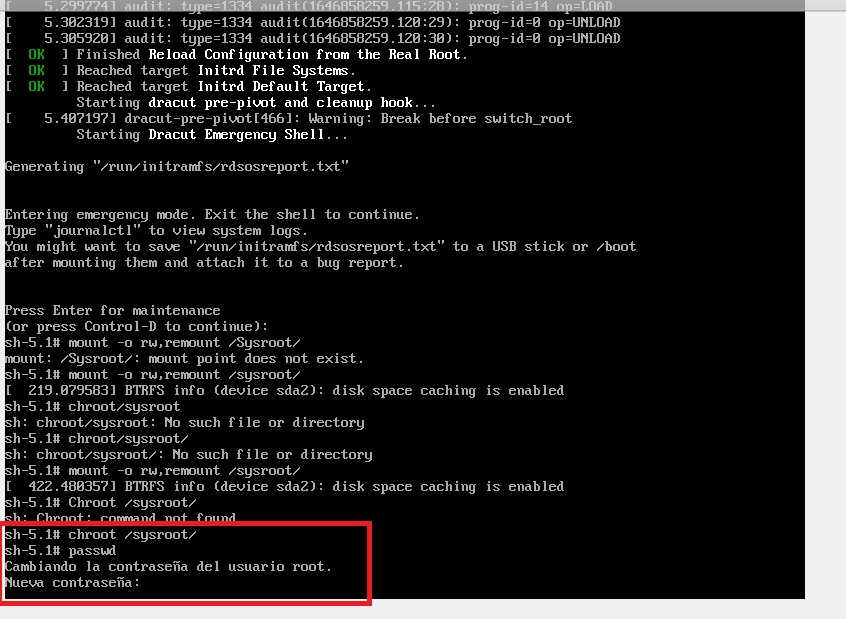 [    5.299774] audit: type=1334 audit(1646858259.115:28): prog-id=14 op=LOAD
[    5.302319] audit: type=1334 audit(1646858259.120:29): prog-id=0 op=UNLOAD
[    5.305920] audit: type=1334 audit(1646858259.120:30): prog-id=0 op=UNLOAD
[  OK  ] Finished Reload Configuration from the Real Root.
[  OK  ] Reached target Initrd File Systems.
[  OK  ] Reached target Initrd Default Target.
Starting dracut pre-pivot and cleanup hook...
[    5.407197] dracut-pre-pivot[466]: Warning: Break before switch_root
Starting Dracut Emergency Shell...
Generating "/run/initramfs/rdsosreport.txt"
Entering emergency mode. Exit the shell to continue.
Type "journalctl" to view system logs.
You might want to save "/run/initramfs/rdsosreport.txt" to a USB stick or /boot
after mounting them and attach it to a bug report.
Press Enter for maintenance
(or press Control-D to continue):
sh-5.1# mount -o rw,remount /Sysroot/
mount: /Sysroot/: mount point does not exist.
sh-5.1# mount -o rw,remount /sysroot/
[  219.079583] BTRFS info (device sda2): disk space caching is enabled
sh-5.1# chroot/sysroot
sh: chroot/sysroot: No such file or directory
sh-5.1# chroot/sysroot/
sh: chroot/sysroot/: No such file or directory
sh-5.1# mount -o rw,remount /sysroot/
[  422.480357] BTRFS info (device sda2): disk space caching is enabled
sh-5.1# Chroot /sysroot/
sh: Chroot: command not found
sh-5.1# chroot /sysroot/
sh-5.1# passwd
Cambiando la contraseña del usuario root.
Nueva contraseña: